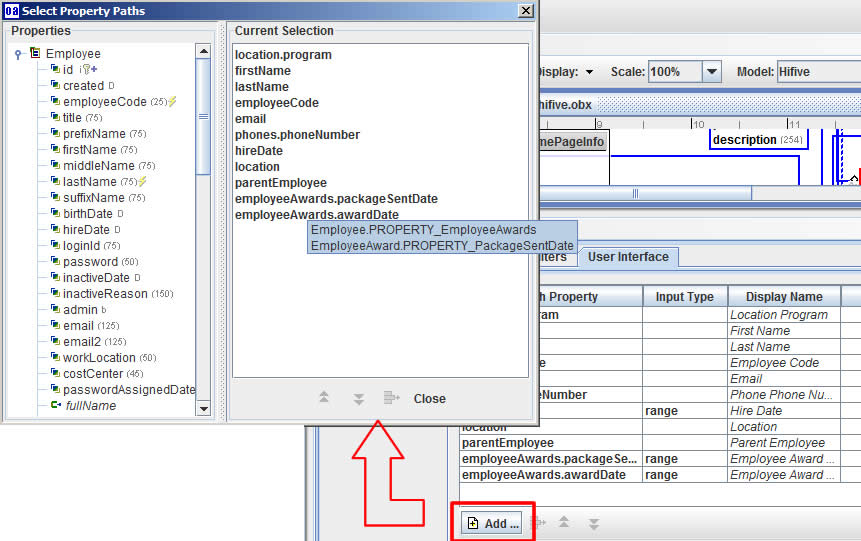 Select Property Paths
Properties
Employee
id
created D
employeeCode (25)
title (75)
prefixName (75)
firstName (75)
middleName (75)
lastName (75)
suffixName (75)
birthDate D
hireDate D
loginId (75)
password (50)
inactiveDate D
inactiveReason (150)
admin b
email (125)
email2 (125)
workLocation (50)
costCenter (45)
passwordAssignedDate
fullName
Current Selection
location.program
firstName
lastName
employeeCode
email
phones.phoneNumber
hireDate
location
parentEmployee
employeeAwards.packageSentDate
employeeAwards.awardDate
Employee.PROPERTY_EmployeeAwards
EmployeeAward.PROPERTY_PackageSentDate
Close
Display: Scale: 100% Model: Hifive
hifive.obx
9 10 11
mePageInfo
description (254)
User Interface
Property Input Type Display Name
Location Program
First Name
Last Name
Employee Code
Email
Number Phone Phone Nu...
range Hire Date
location Location
parentEmployee Parent Employee
employeeAwards.packageSe... range Employee Award ...
employeeAwards.awardDate range Employee Award ...
Add ...